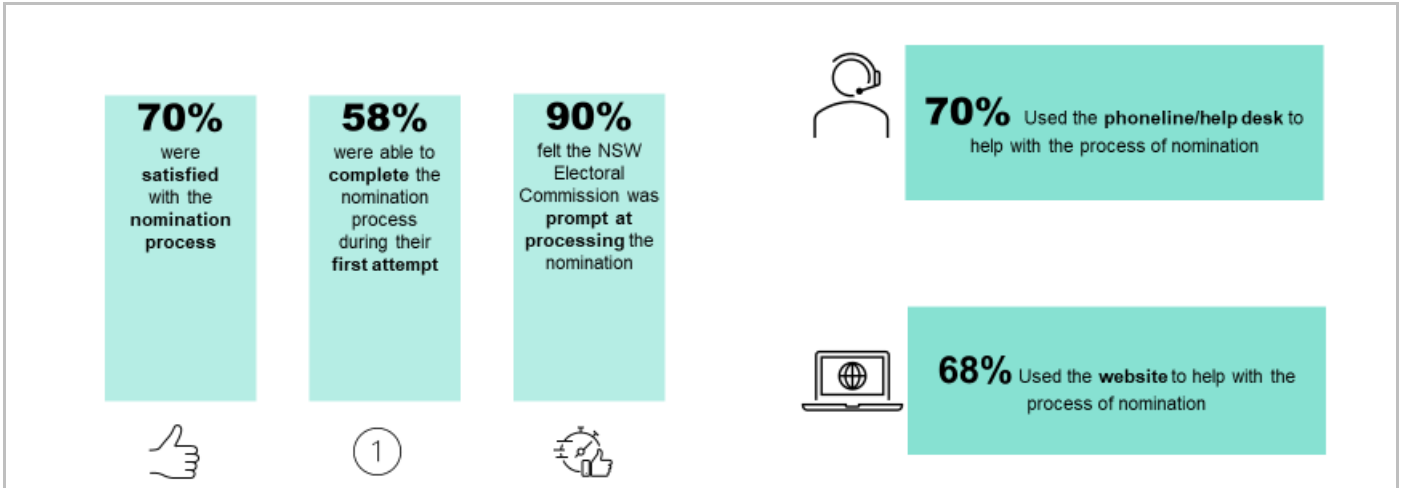 70%
were
satisfied
with the
nomination
process
58%
were able to
complete the
nomination
process
during their
first attempt
90%
felt the NSW
Electoral
Commission was
prompt at
processing the
nomination
1
70% Used the phoneline/help desk to
help with the process of nomination
68% Used the website to help with the
process of nomination